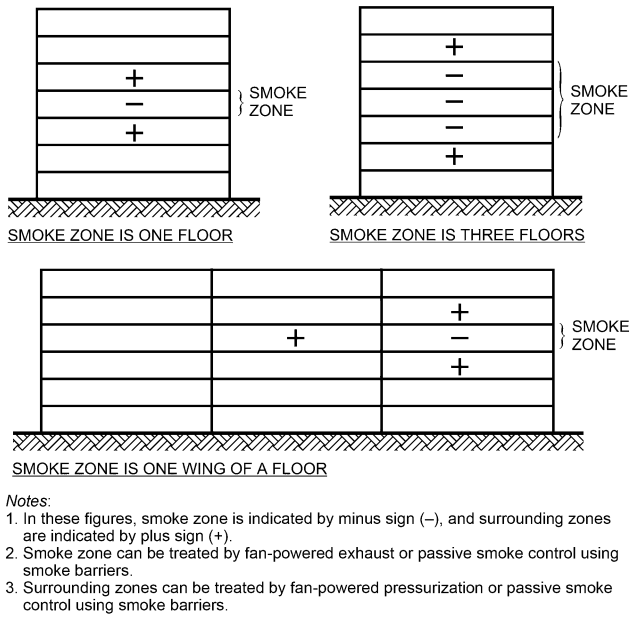 +
–
+
SMOKE
ZONE
SMOKE ZONE IS ONE FLOOR
+
–
–
–
+
SMOKE
ZONE
SMOKE ZONE IS THREE FLOORS
+
+ –
+
SMOKE
ZONE
SMOKE ZONE IS ONE WING OF A FLOOR
Notes:
1. In these figures, smoke zone is indicated by minus sign (–), and surrounding zones
are indicated by plus sign (+).
2. Smoke zone can be treated by fan-powered exhaust or passive smoke control using
smoke barriers.
3. Surrounding zones can be treated by fan-powered pressurization or passive smoke
control using smoke barriers.